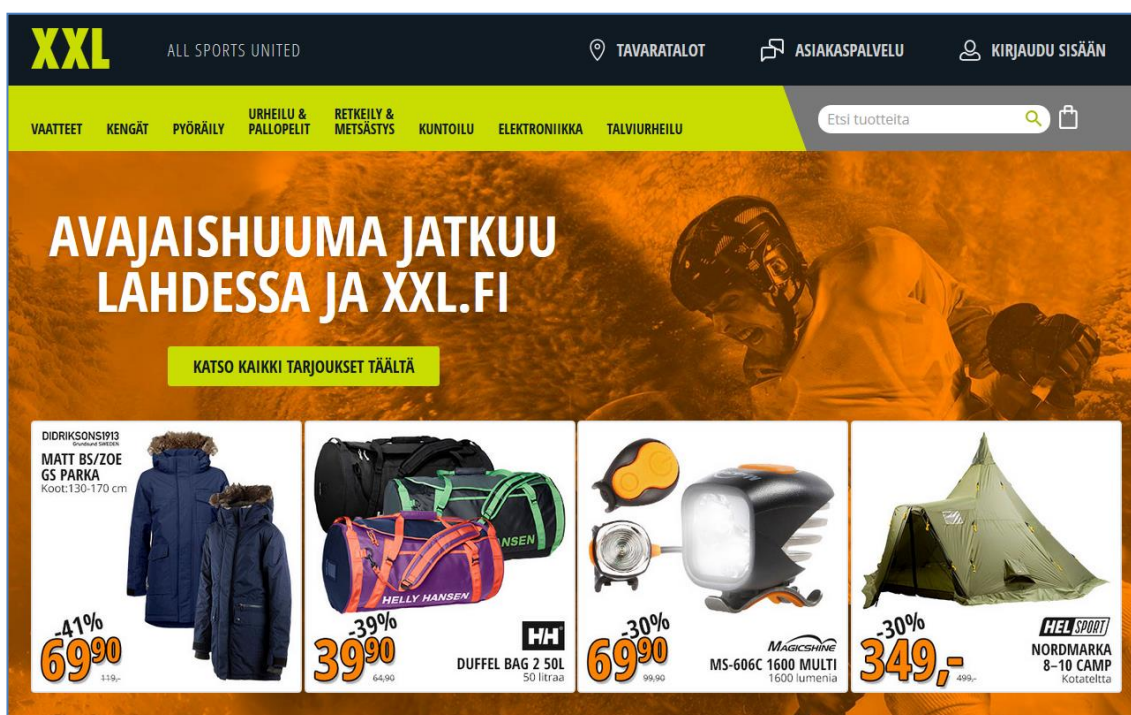 XXL
ALL SPORTS UNITED
TAVARATALOT
ASIAKASPALVELU
KIRJAUDU SISÄÄN
VAATTEET
KENGÄT
PYÖRÄILY
URHEILU &
PALLOPELIT
RETKEILY &
METSÄSTYS
KUNTOILU
ELEKTRONIIKKA
TALVIURHEILU
Etsi tuotteita
AVAJAISHUUMA JATKUU
LAHDESSA JA XXL.FI
KATSO KAIKKI TARJOUKSET TÄÄLTÄ
DIDRIKSONS1913
Grundsund SWEDEN
MATT BS/ZOE
GS PARKA
Koot:130-170 cm
-41%
6990
119,-
HANSEN
HELLY HANSEN
-39%
3990
64,90
HH
DUFFEL BAG 2 50L
50 litraa
-30%
6990
99,90
MAGICSHINE
MS-606C 1600 MULTI
1600 lumenia
-30%
349,-
499,-
HEL SPORT
NORDMARKA
8-10 CAMP
Kotateltta